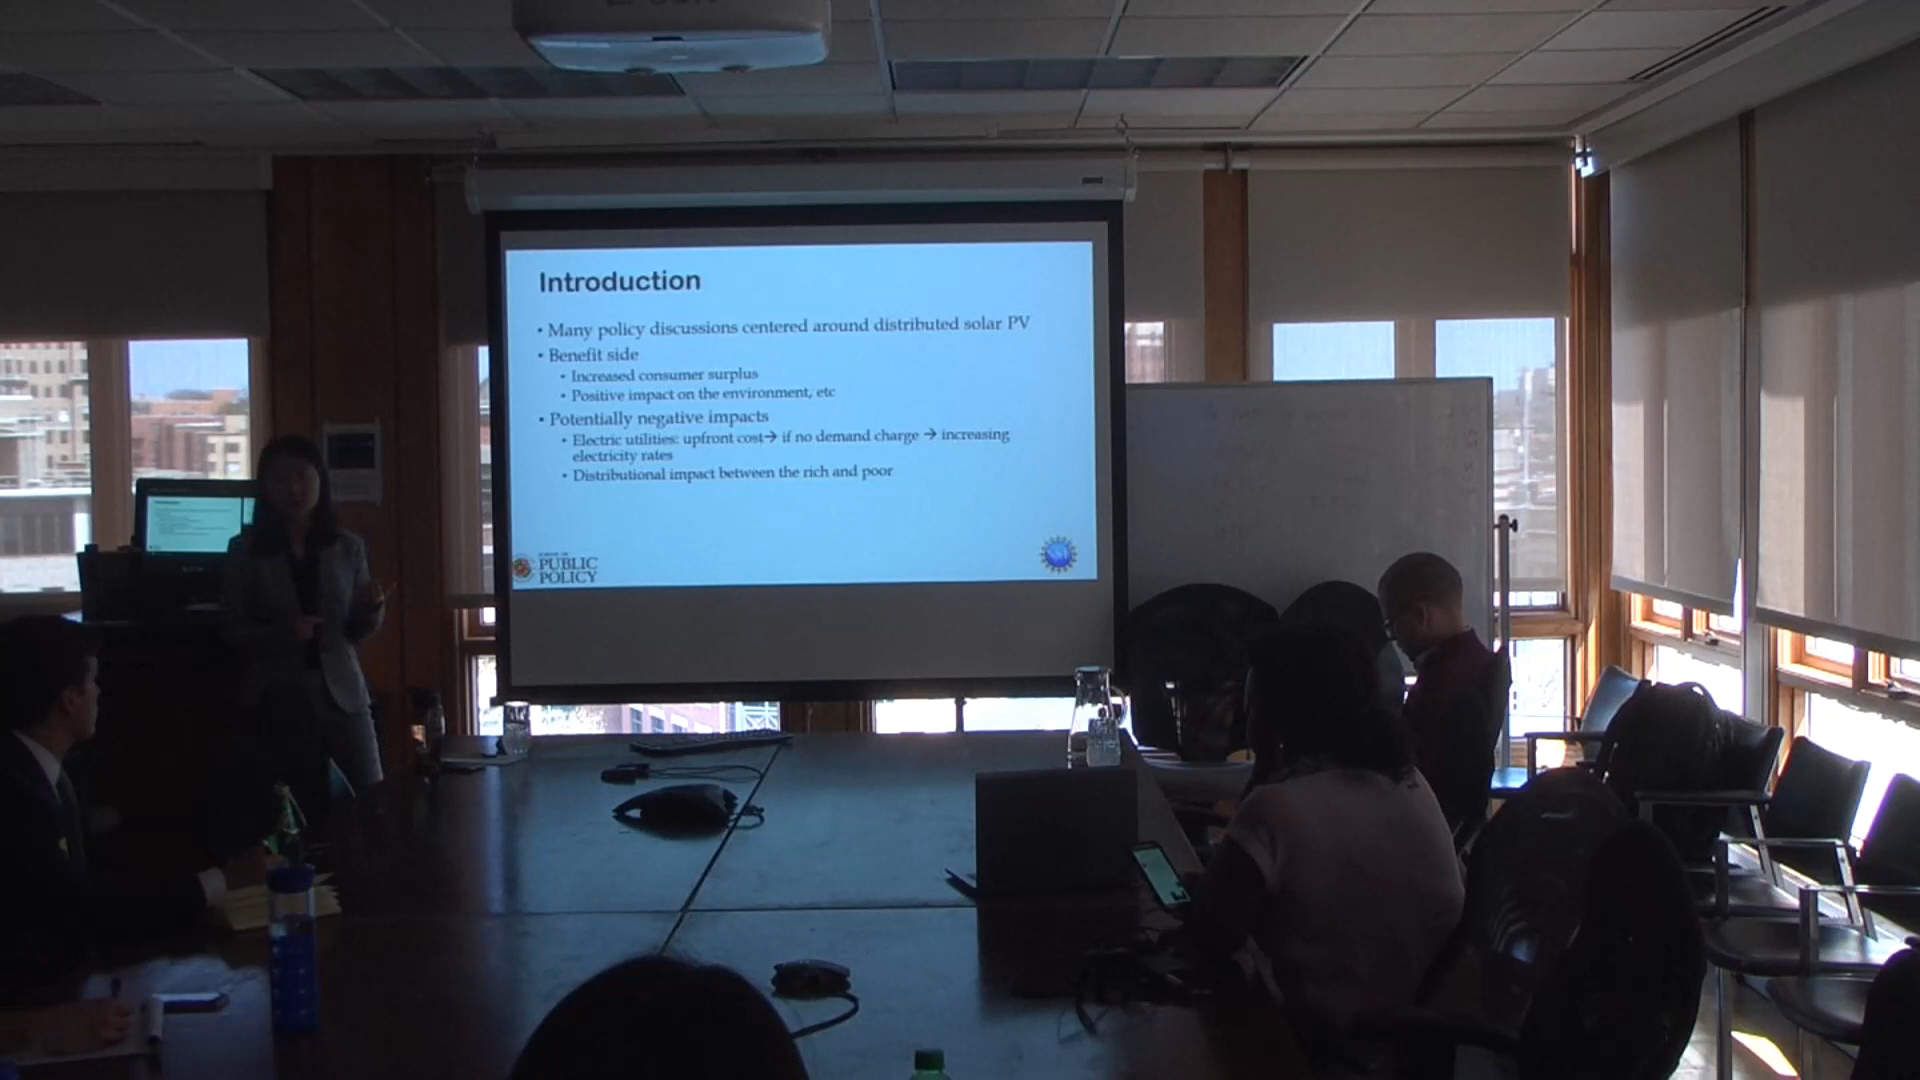 Introduction
• Many policy discussions centered around distributed solar PV
• Benefit side
• Increased consumer surplus
• Positive impact on the environment, etc
• Potentially negative impacts
• Electric utilities: upfront cost→ if no demand charge → increasing
electricity rates
• Distributional impact between the rich and poor
PUBLIC
POLICY